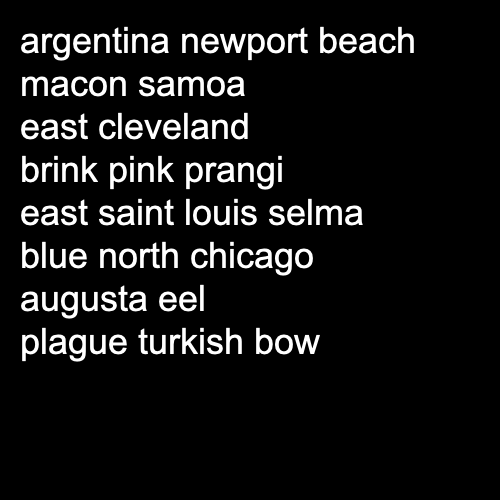 argentina newport beach
macon samoa
east cleveland
brink pink prangi
east saint louis selma
blue north chicago
augusta eel
plague turkish bow